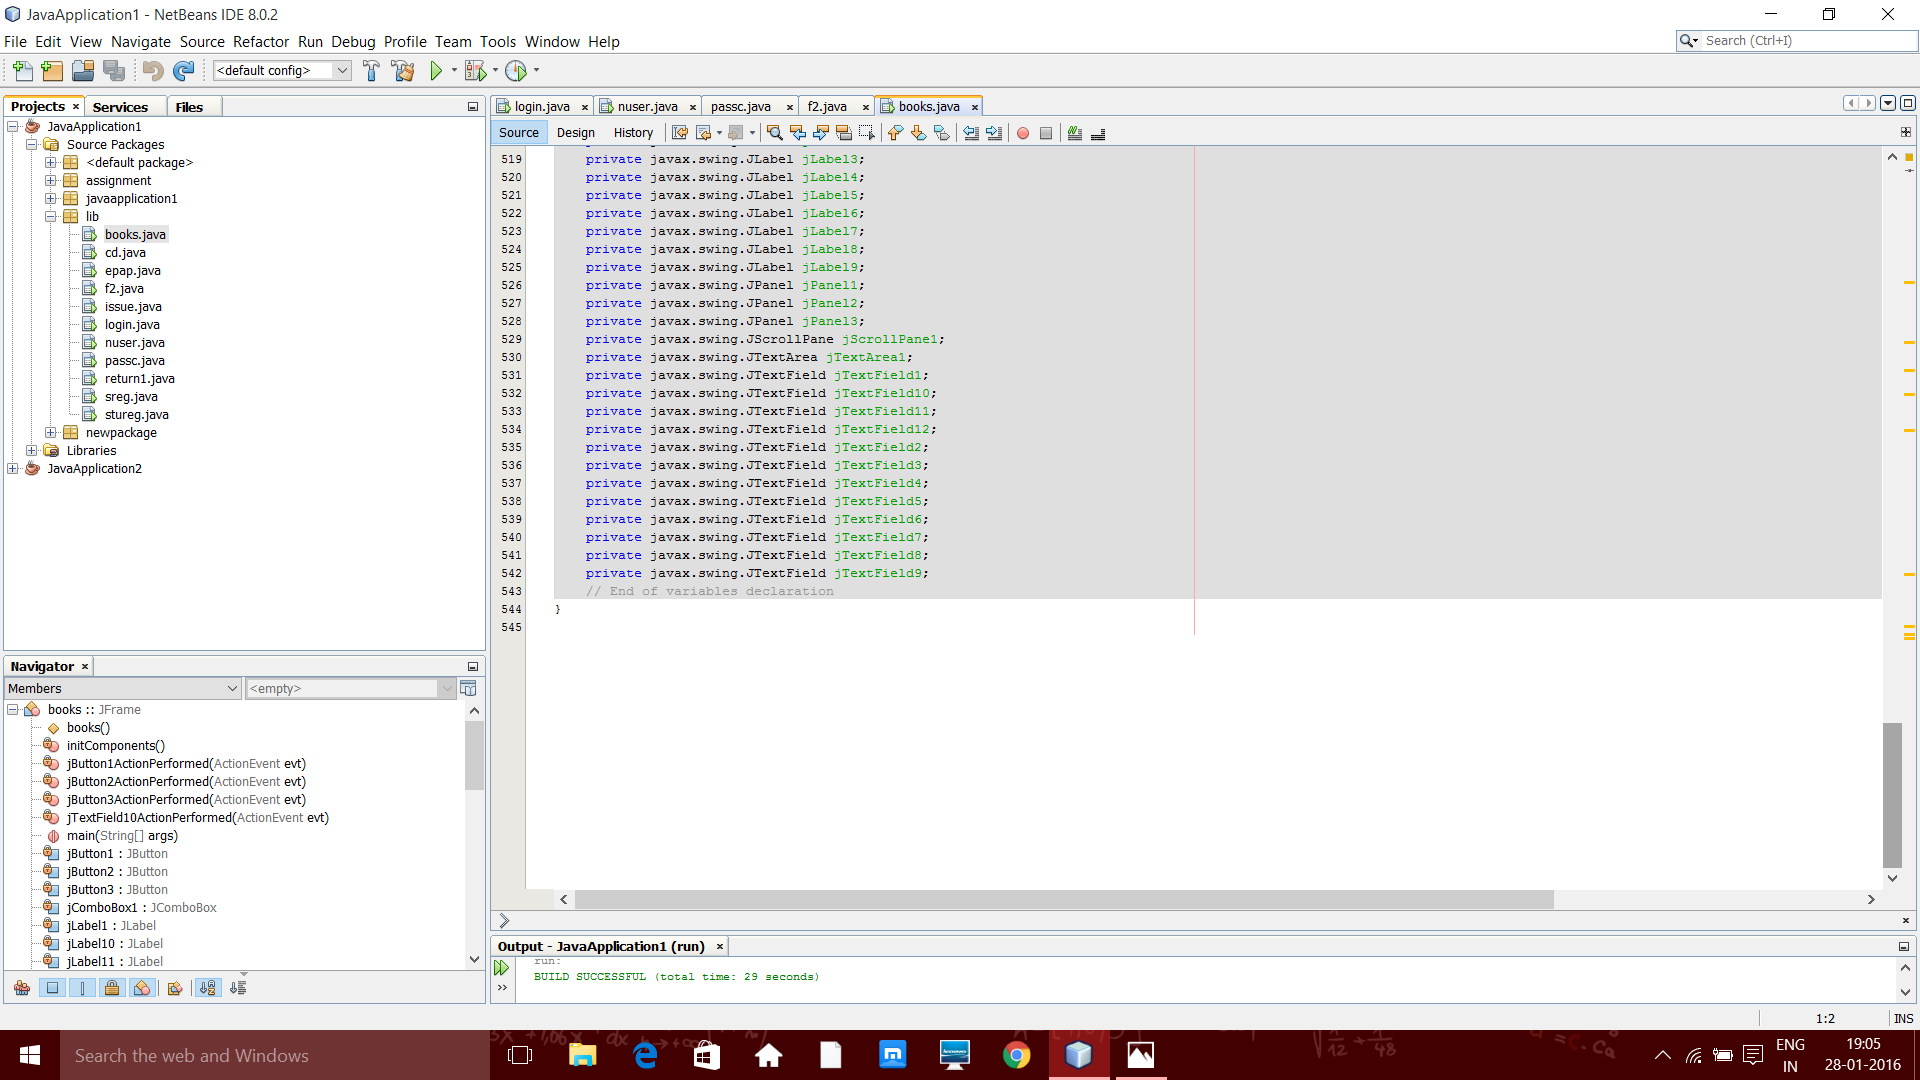 JavaApplication1 - NetBeans IDE 8.0.2
File Edit View Navigate Source Refactor Run Debug Profile Team Tools Window Help
Search (Ctrl+I)
<default config>
Projects Services Files
JavaApplication1
Source Packages
<default package>
assignment
javaapplication1
lib
books.java
cd.java
epap.java
f2.java
issue.java
login.java
nuser.java
passc.java
return1.java
sreg.java
stureg.java
newpackage
Libraries
JavaApplication2
Navigator
Members <empty>
books :: JFrame
books()
initComponents()
jButton1ActionPerformed(ActionEvent evt)
jButton2ActionPerformed(ActionEvent evt)
jButton3ActionPerformed(ActionEvent evt)
jTextField10ActionPerformed(ActionEvent evt)
main(String[] args)
jButton1 : JButton
jButton2 : JButton
jButton3 : JButton
jComboBox1 : JComboBox
jLabel1 : JLabel
jLabel10 : JLabel
jLabel11 : JLabel
login.java nuser.java passc.java f2.java books.java
Source Design History
519 private javax.swing.JLabel jLabel3;
520 private javax.swing.JLabel jLabel4;
521 private javax.swing.JLabel jLabel5;
522 private javax.swing.JLabel jLabel6;
523 private javax.swing.JLabel jLabel7;
524 private javax.swing.JLabel jLabel8;
525 private javax.swing.JLabel jLabel9;
526 private javax.swing.JPanel jPanel1;
527 private javax.swing.JPanel jPanel2;
528 private javax.swing.JPanel jPanel3;
529 private javax.swing.JScrollPane jScrollPane1;
530 private javax.swing.JTextArea jTextArea1;
531 private javax.swing.JTextField jTextField1;
532 private javax.swing.JTextField jTextField10;
533 private javax.swing.JTextField jTextField11;
534 private javax.swing.JTextField jTextField12;
535 private javax.swing.JTextField jTextField2;
536 private javax.swing.JTextField jTextField3;
537 private javax.swing.JTextField jTextField4;
538 private javax.swing.JTextField jTextField5;
539 private javax.swing.JTextField jTextField6;
540 private javax.swing.JTextField jTextField7;
541 private javax.swing.JTextField jTextField8;
542 private javax.swing.JTextField jTextField9;
543 // End of variables declaration
544 }
545
Output - JavaApplication1 (run)
run:
BUILD SUCCESSFUL (total time: 29 seconds)
1:2 INS
Search the web and Windows
ENG
IN
19:05
28-01-2016